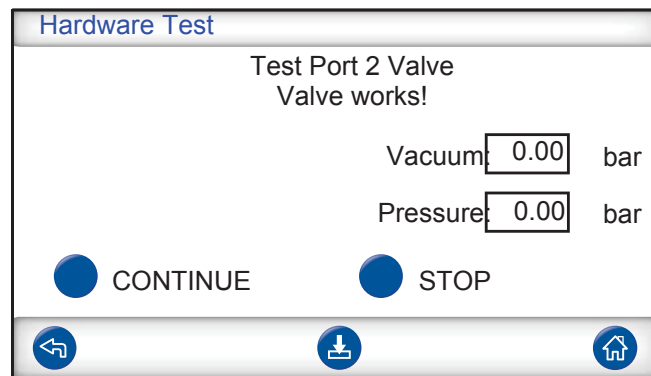 Hardware Test
Test Port 2 Valve
Valve works!
Vacuum: 0.00 bar
Pressure: 0.00 bar
CONTINUE STOP